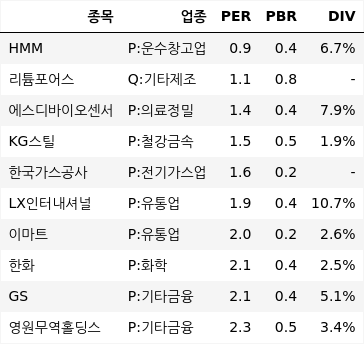 종목 업종 PER PBR DIV
HMM P:운수창고업 0.9 0.4 6.7%
리튬포어스 Q:기타제조 1.1 0.8 -
에스디바이오센서 P:의료정밀 1.4 0.4 7.9%
KG스틸 P:철강금속 1.5 0.5 1.9%
한국가스공사 P:전기가스업 1.6 0.2 -
LX인터내셔널 P:유통업 1.9 0.4 10.7%
이마트 P:유통업 2.0 0.2 2.6%
한화 P:화학 2.1 0.4 2.5%
GS P:기타금융 2.1 0.4 5.1%
영원무역홀딩스 P:기타금융 2.3 0.5 3.4%